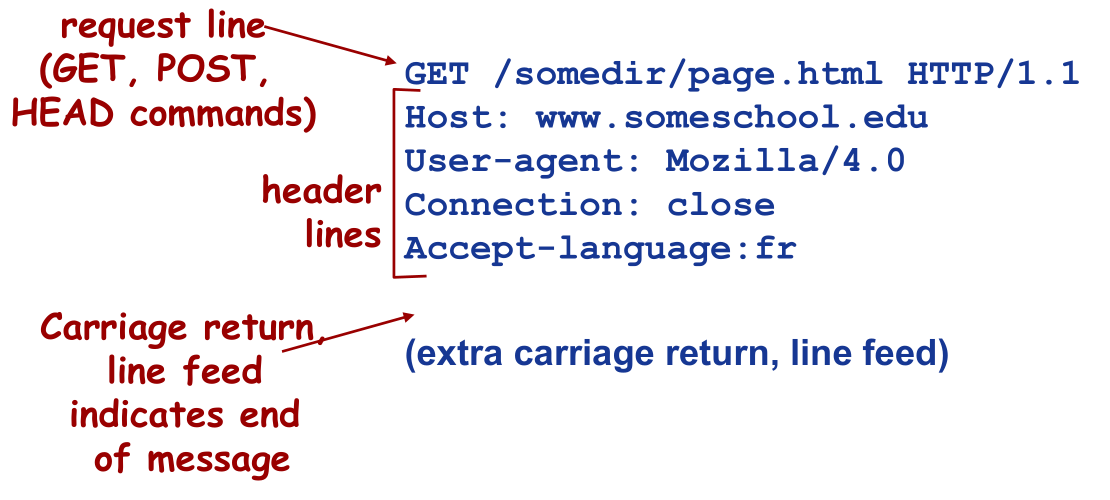 request line
(GET, POST,
HEAD commands)
GET /somedir/page.html HTTP/1.1
Host: www.someschool.edu
User-agent: Mozilla/4.0
Connection: close
Accept-language:fr
header
lines
Carriage return,
line feed
indicates end
of message
(extra carriage return, line feed)